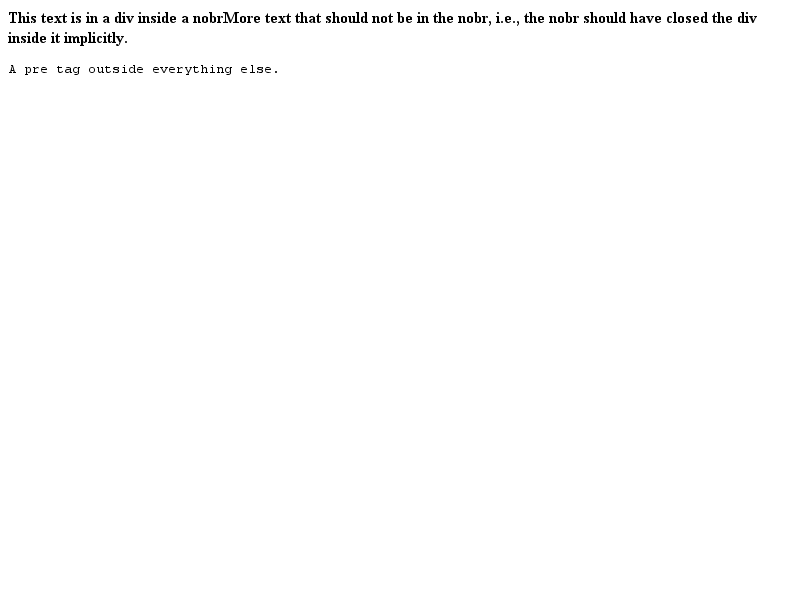 This text is in a div inside a nobrMore text that should not be in the nobr, i.e., the nobr should have closed the div
inside it implicitly.
A pre tag outside everything else.